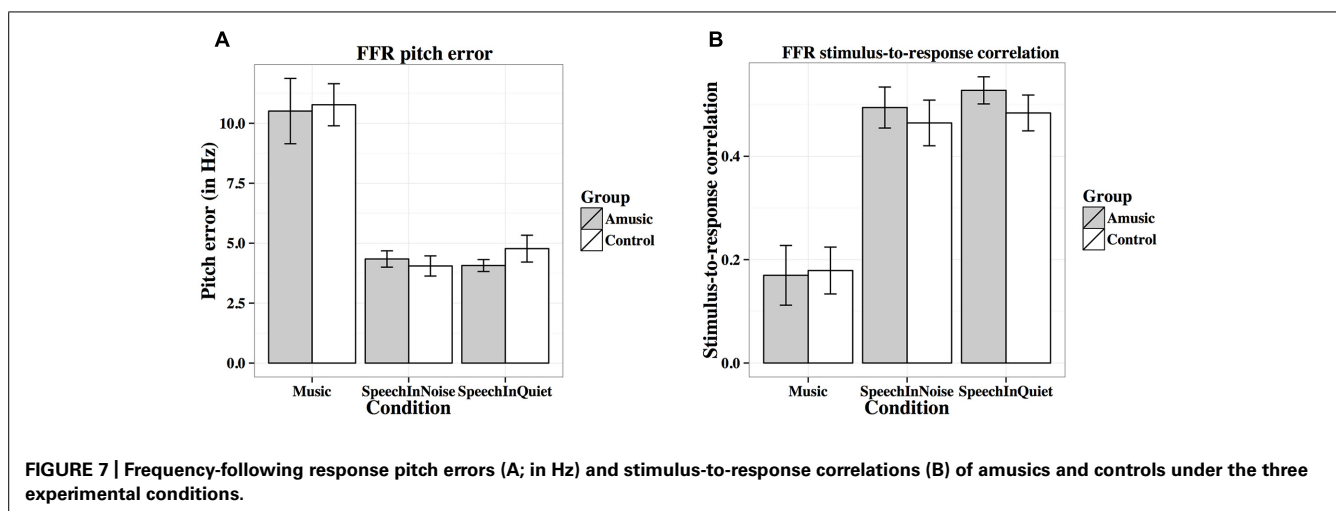 A
FFR pitch error
Pitch error (in Hz)
10.0
7.5
5.0
2.5
0.0
Music
SpeechInNoise
SpeechInQuiet
Condition
Group
Amusic
Control
B
FFR stimulus-to-response correlation
Stimulus-to-response correlation
0.4
0.2
0.0
Music
SpeechInNoise
SpeechInQuiet
Condition
Group
Amusic
Control
FIGURE 7 | Frequency-following response pitch errors (A; in Hz) and stimulus-to-response correlations (B) of amusics and controls under the three
experimental conditions.